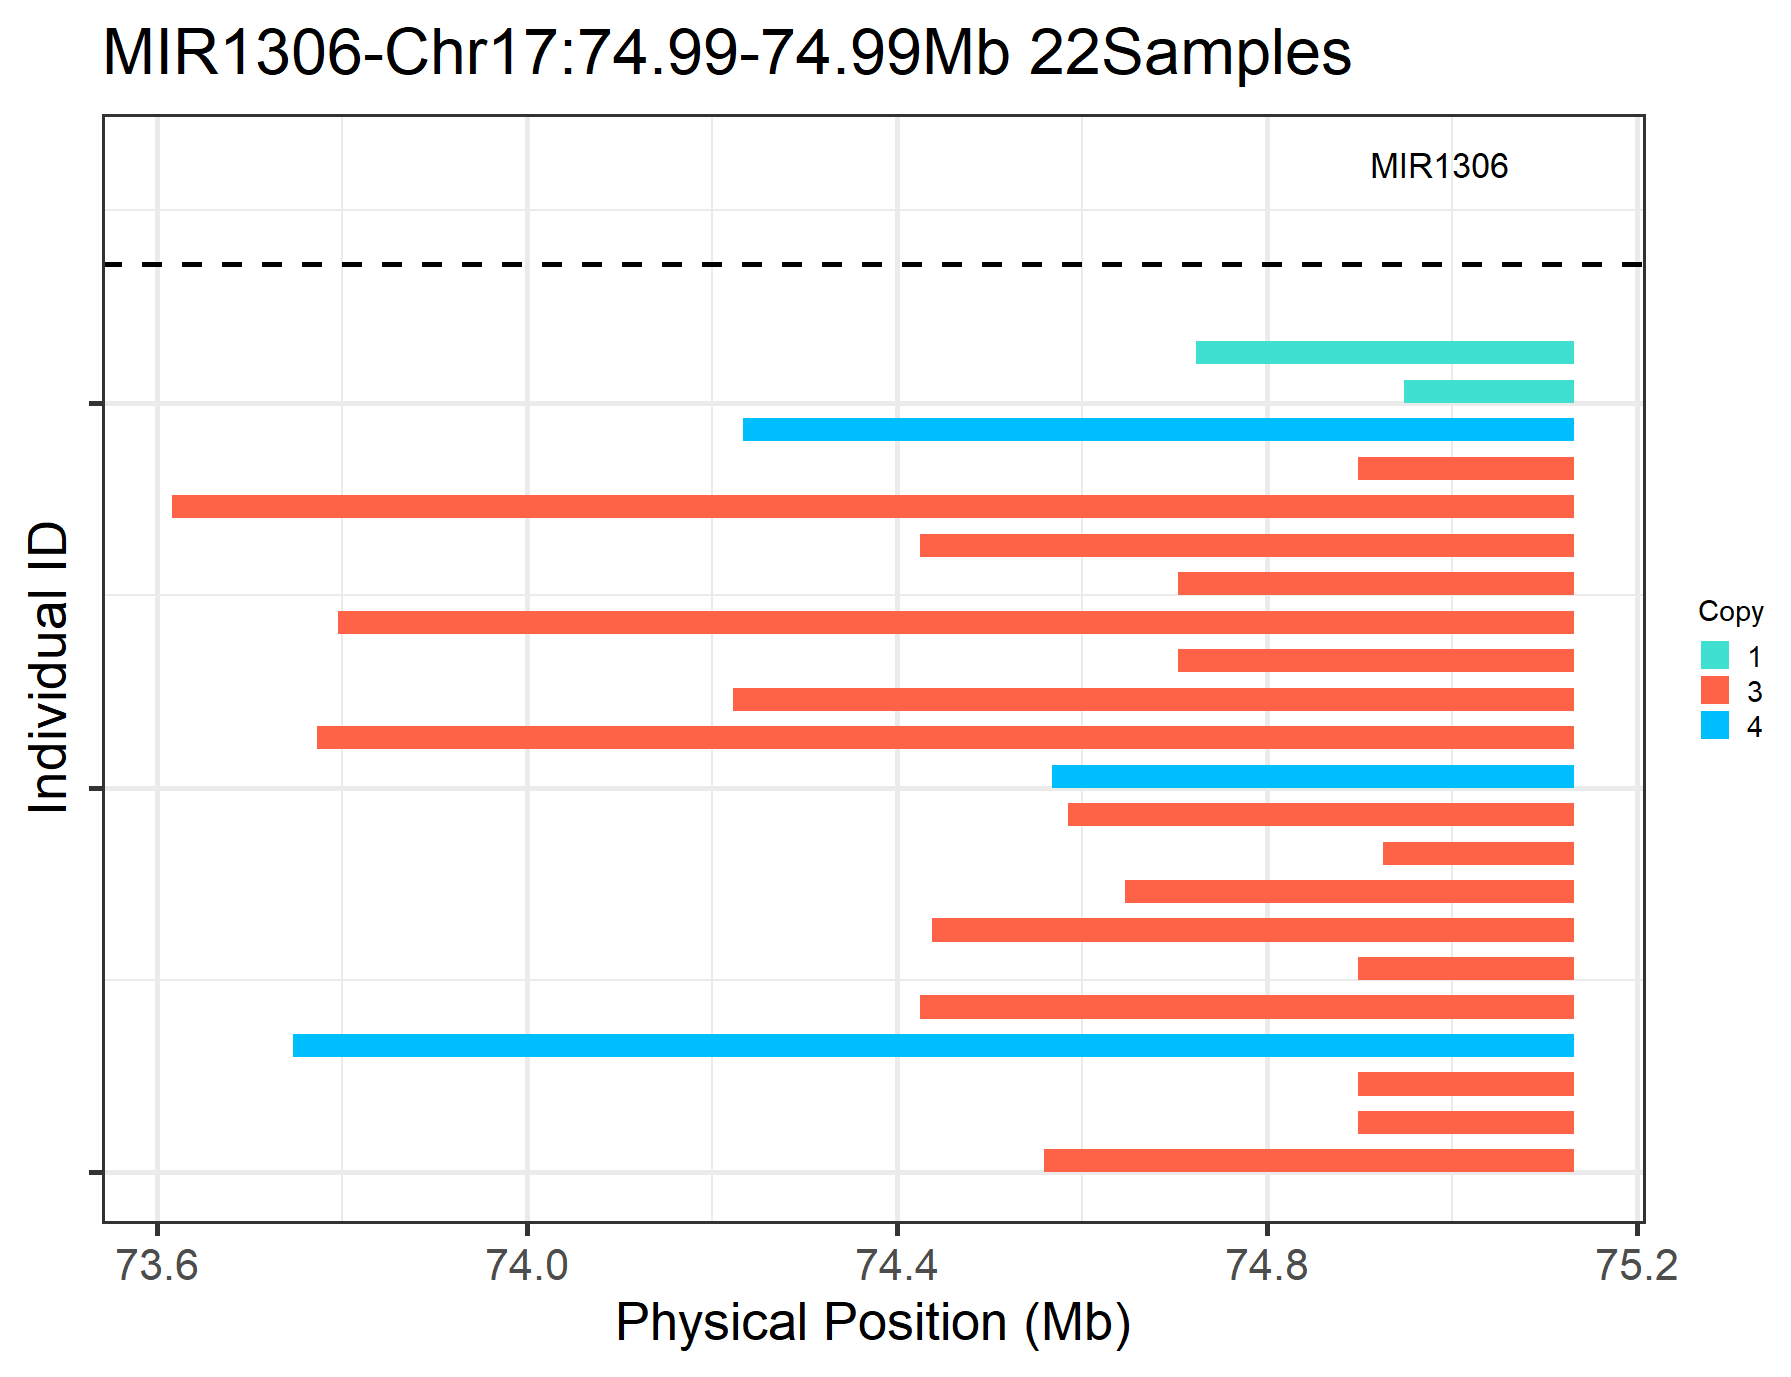 MIR1306-Chr17:74.99-74.99Mb 22Samples
MIR1306
Individual ID
Copy
1
3
4
73.6 74.0 74.4 74.8 75.2
Physical Position (Mb)